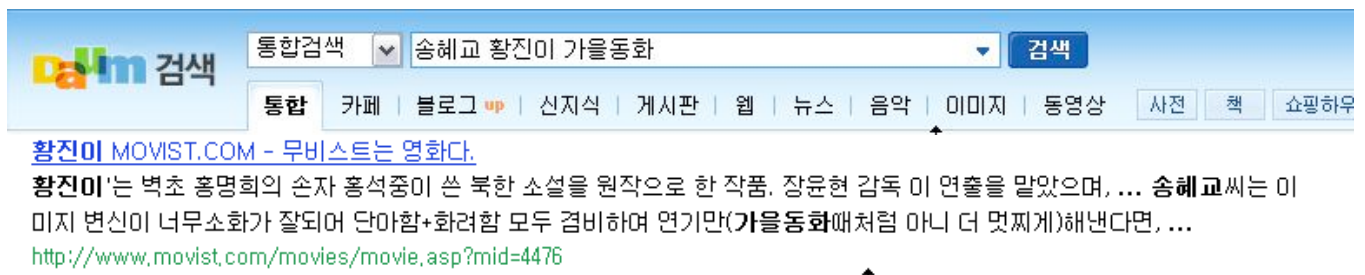 Daum 검색 통합검색 송혜교 황진이 가을동화 검색
통합 카페 | 블로그 up | 신지식 | 게시판 | 웹 | 뉴스 | 음악 | 이미지 | 동영상 사전 책 쇼핑하우
황진이 MOVIST.COM - 무비스트는 영화다.
황진이'는 벽초 홍명희의 손자 홍석중이 쓴 북한 소설을 원작으로 한 작품. 장윤현 감독 이 연출을 맡았으며, ... 송혜교씨는 이
미지 변신이 너무소화가 잘되어 단아함+화려함 모두 겸비하여 연기만(가을동화때처럼 아니 더 멋찌게)해낸다면, ...
http://www.movist.com/movies/movie.asp?mid=4476